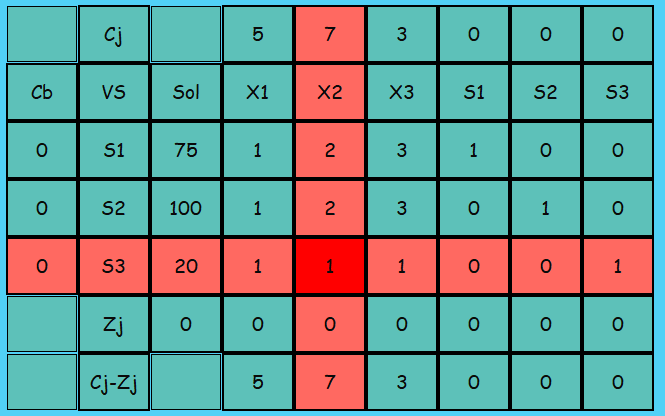 Cj 5 7 3 0 0 0
Cb VS Sol X1 X2 X3 S1 S2 S3
0 S1 75 1 2 3 1 0 0
0 S2 100 1 2 3 0 1 0
0 S3 20 1 1 1 0 0 1
Zj 0 0 0 0 0 0 0
Cj-Zj 5 7 3 0 0 0